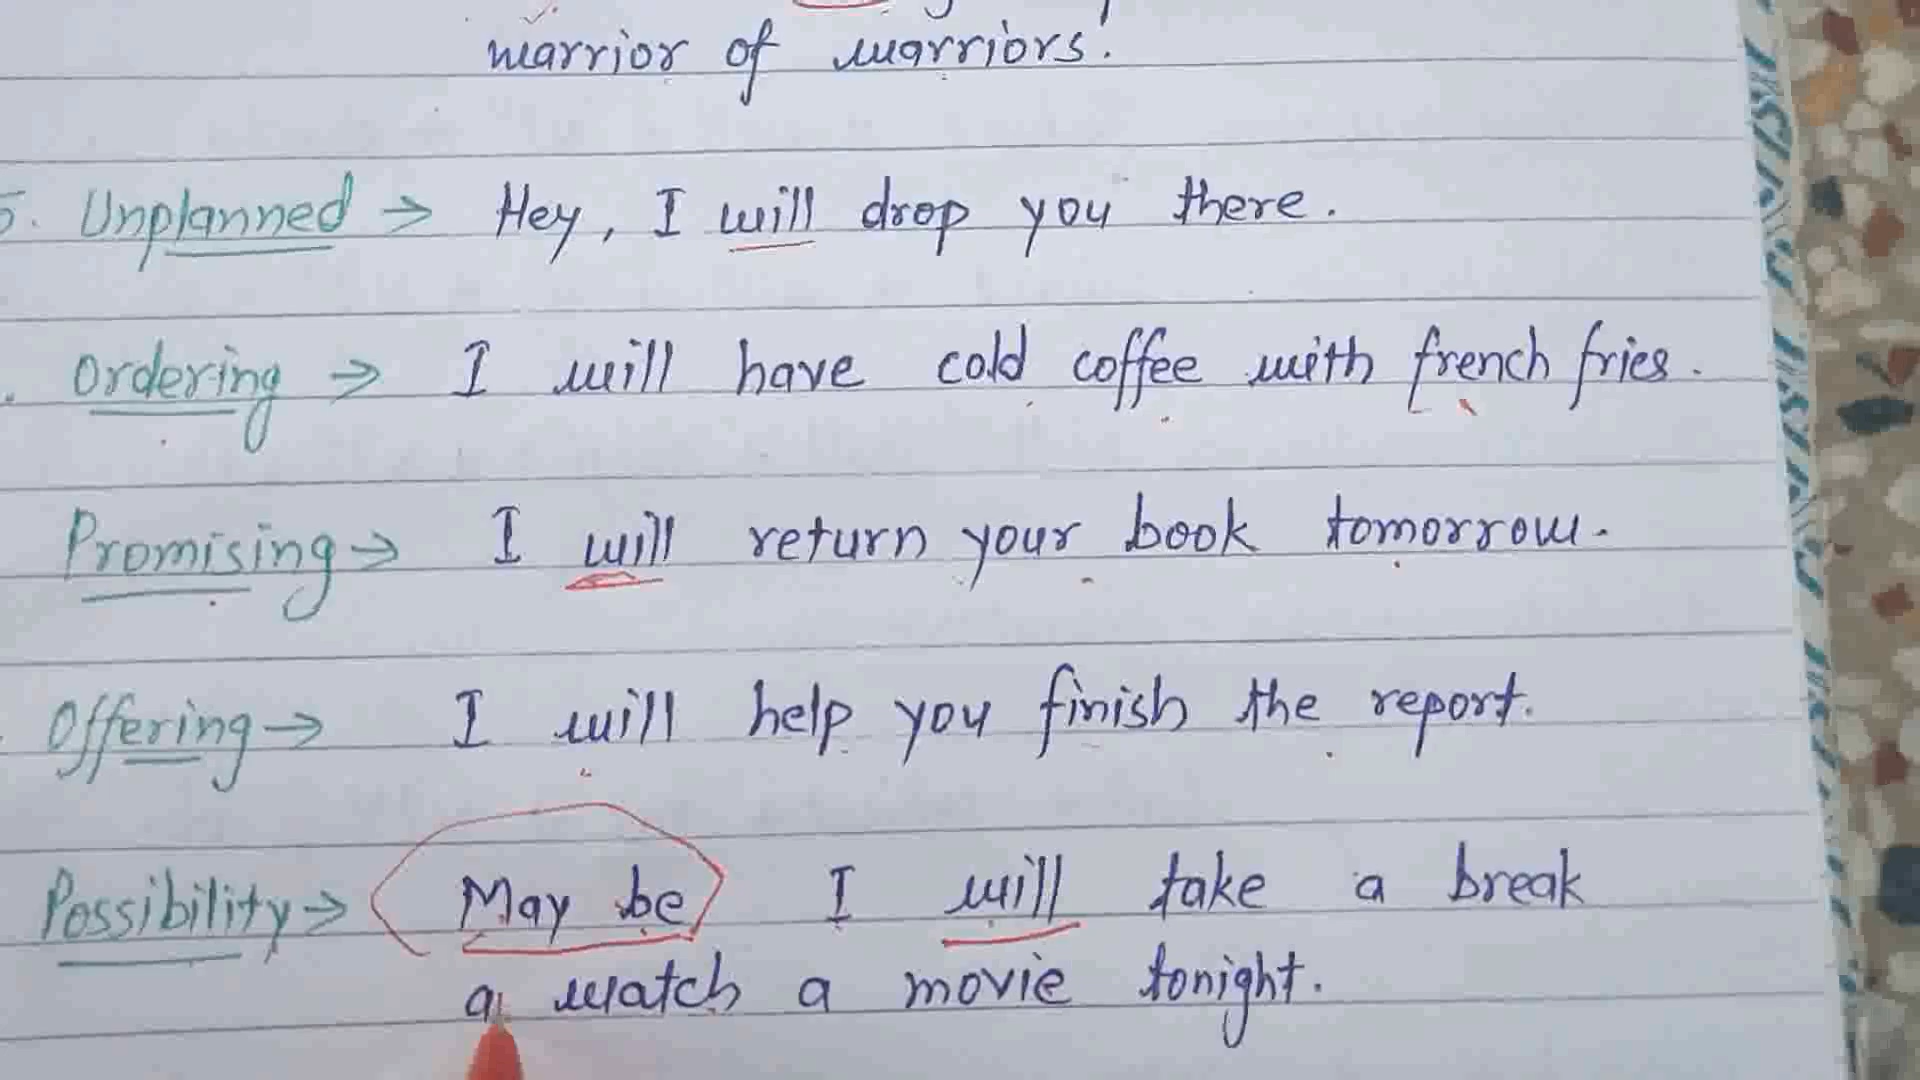 warrior of warriors!
5. Unplanned → Hey, I will drop you there.
Ordering → I will have cold coffee with french fries.
Promising → I will return your book tomorrow.
Offering → I will help you finish the report.
Possibility → May be I will take a break
watch a movie tonight.